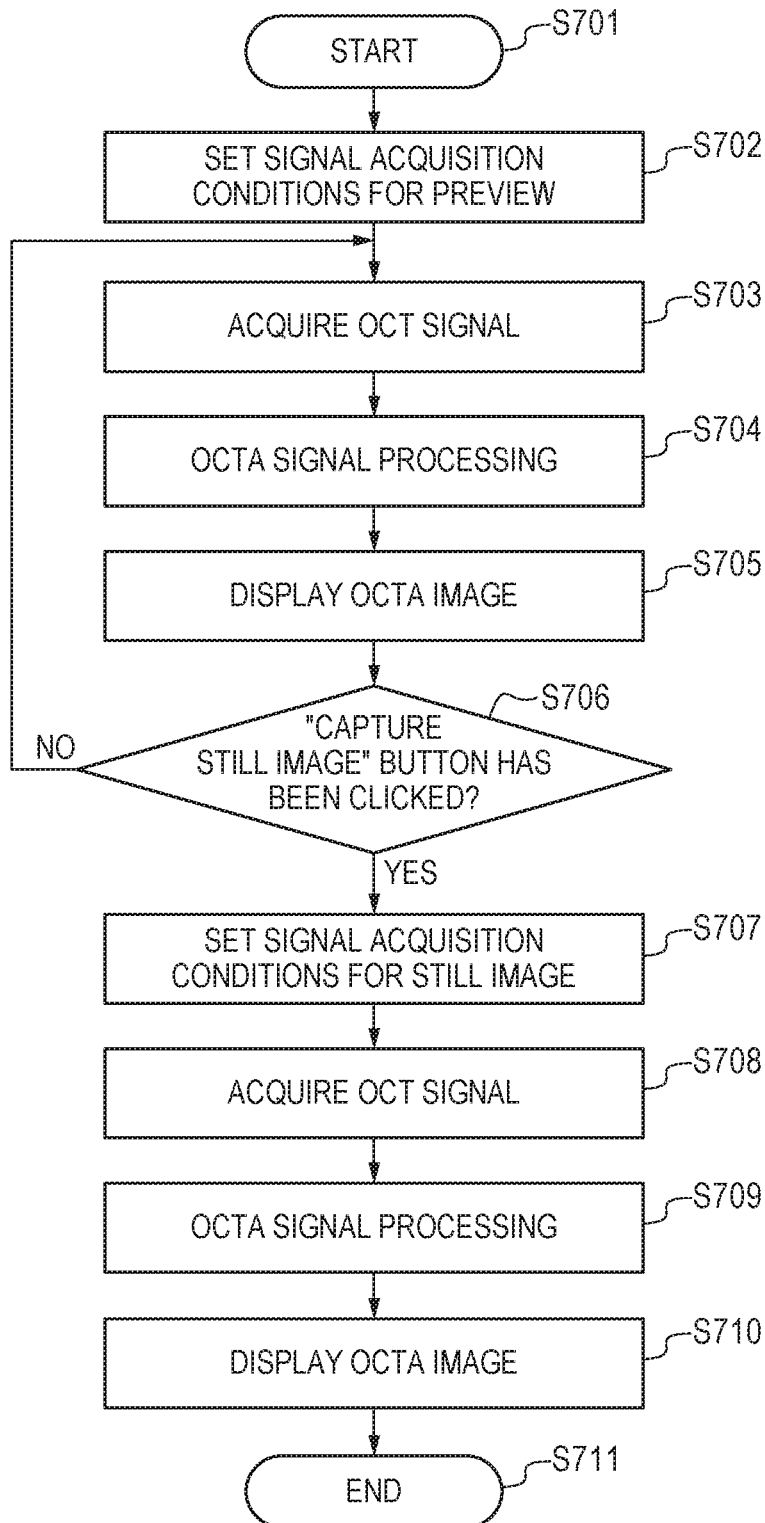 START
S701
SET SIGNAL ACQUISITION
CONDITIONS FOR PREVIEW
S702
ACQUIRE OCT SIGNAL
S703
OCTA SIGNAL PROCESSING
S704
DISPLAY OCTA IMAGE
S705
"CAPTURE
STILL IMAGE" BUTTON HAS
BEEN CLICKED?
S706
NO
YES
SET SIGNAL ACQUISITION
CONDITIONS FOR STILL IMAGE
S707
ACQUIRE OCT SIGNAL
S708
OCTA SIGNAL PROCESSING
S709
DISPLAY OCTA IMAGE
S710
END
S711